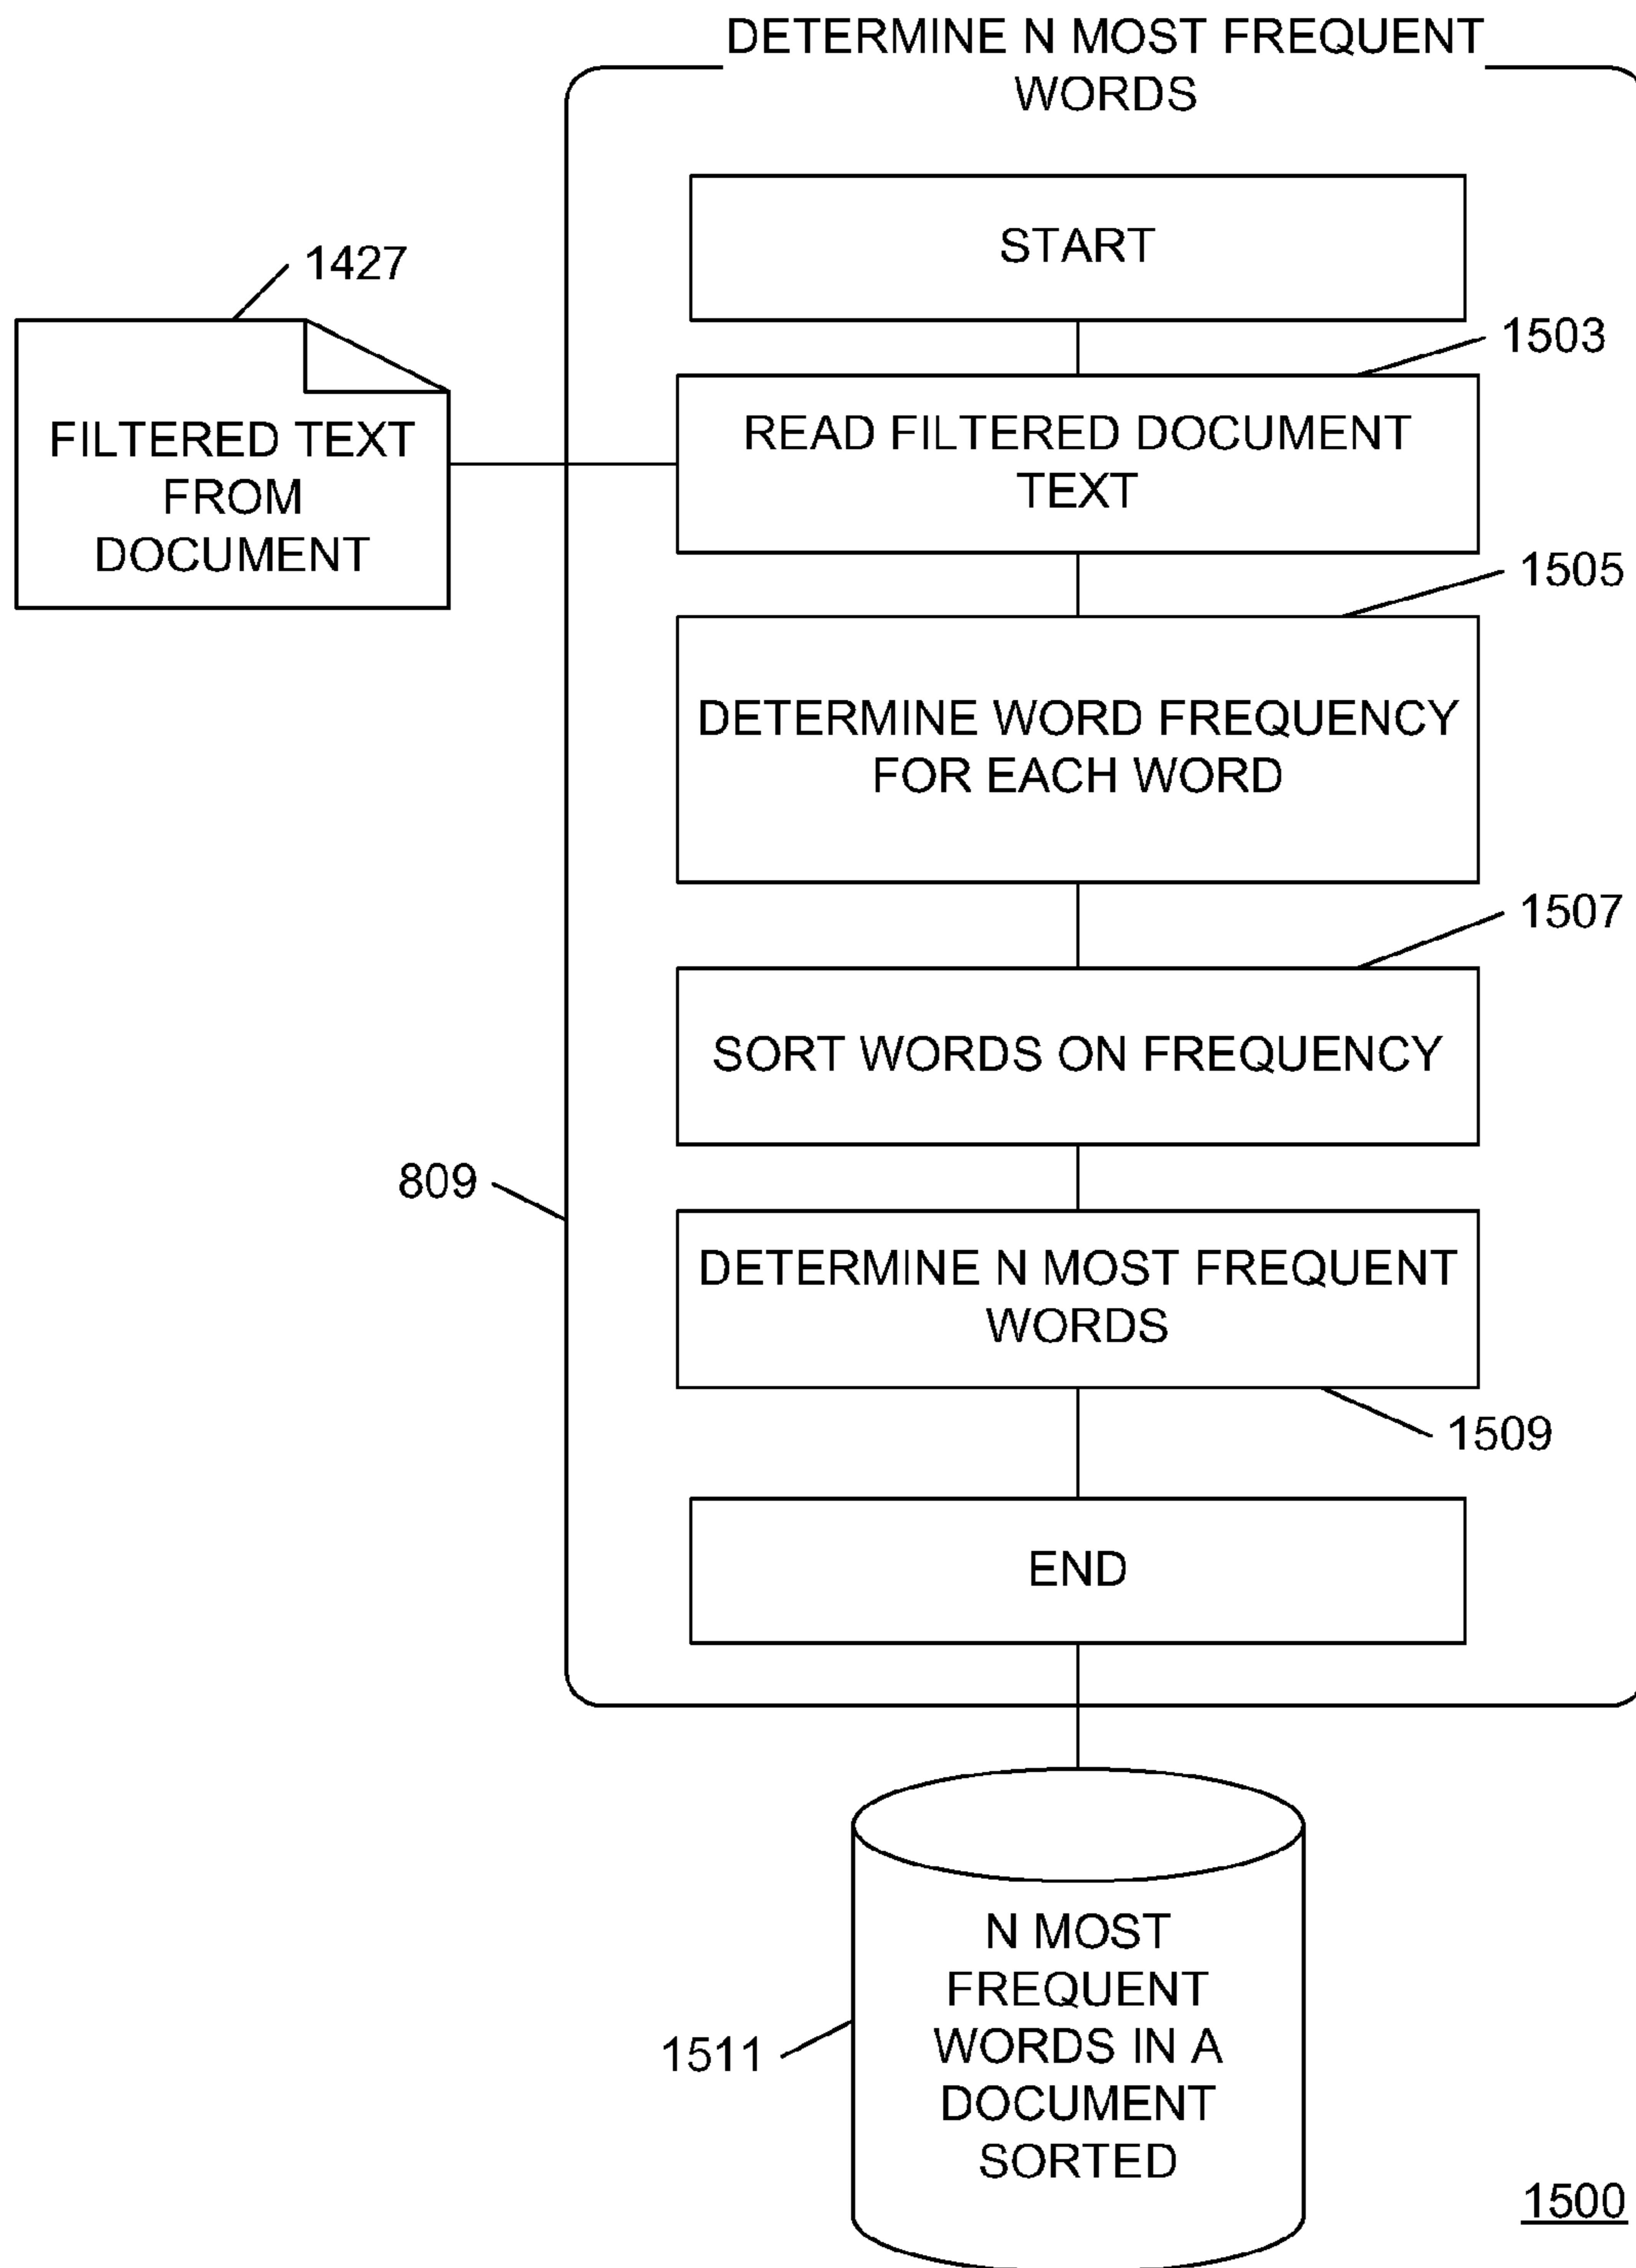 DETERMINE N MOST FREQUENT
WORDS
START
1427
1503
FILTERED TEXT
FROM
DOCUMENT
READ FILTERED DOCUMENT
TEXT
1505
DETERMINE WORD FREQUENCY
FOR EACH WORD
1507
SORT WORDS ON FREQUENCY
809
DETERMINE N MOST FREQUENT
WORDS
1509
END
N MOST
FREQUENT
WORDS IN A
DOCUMENT
SORTED
1511
1500